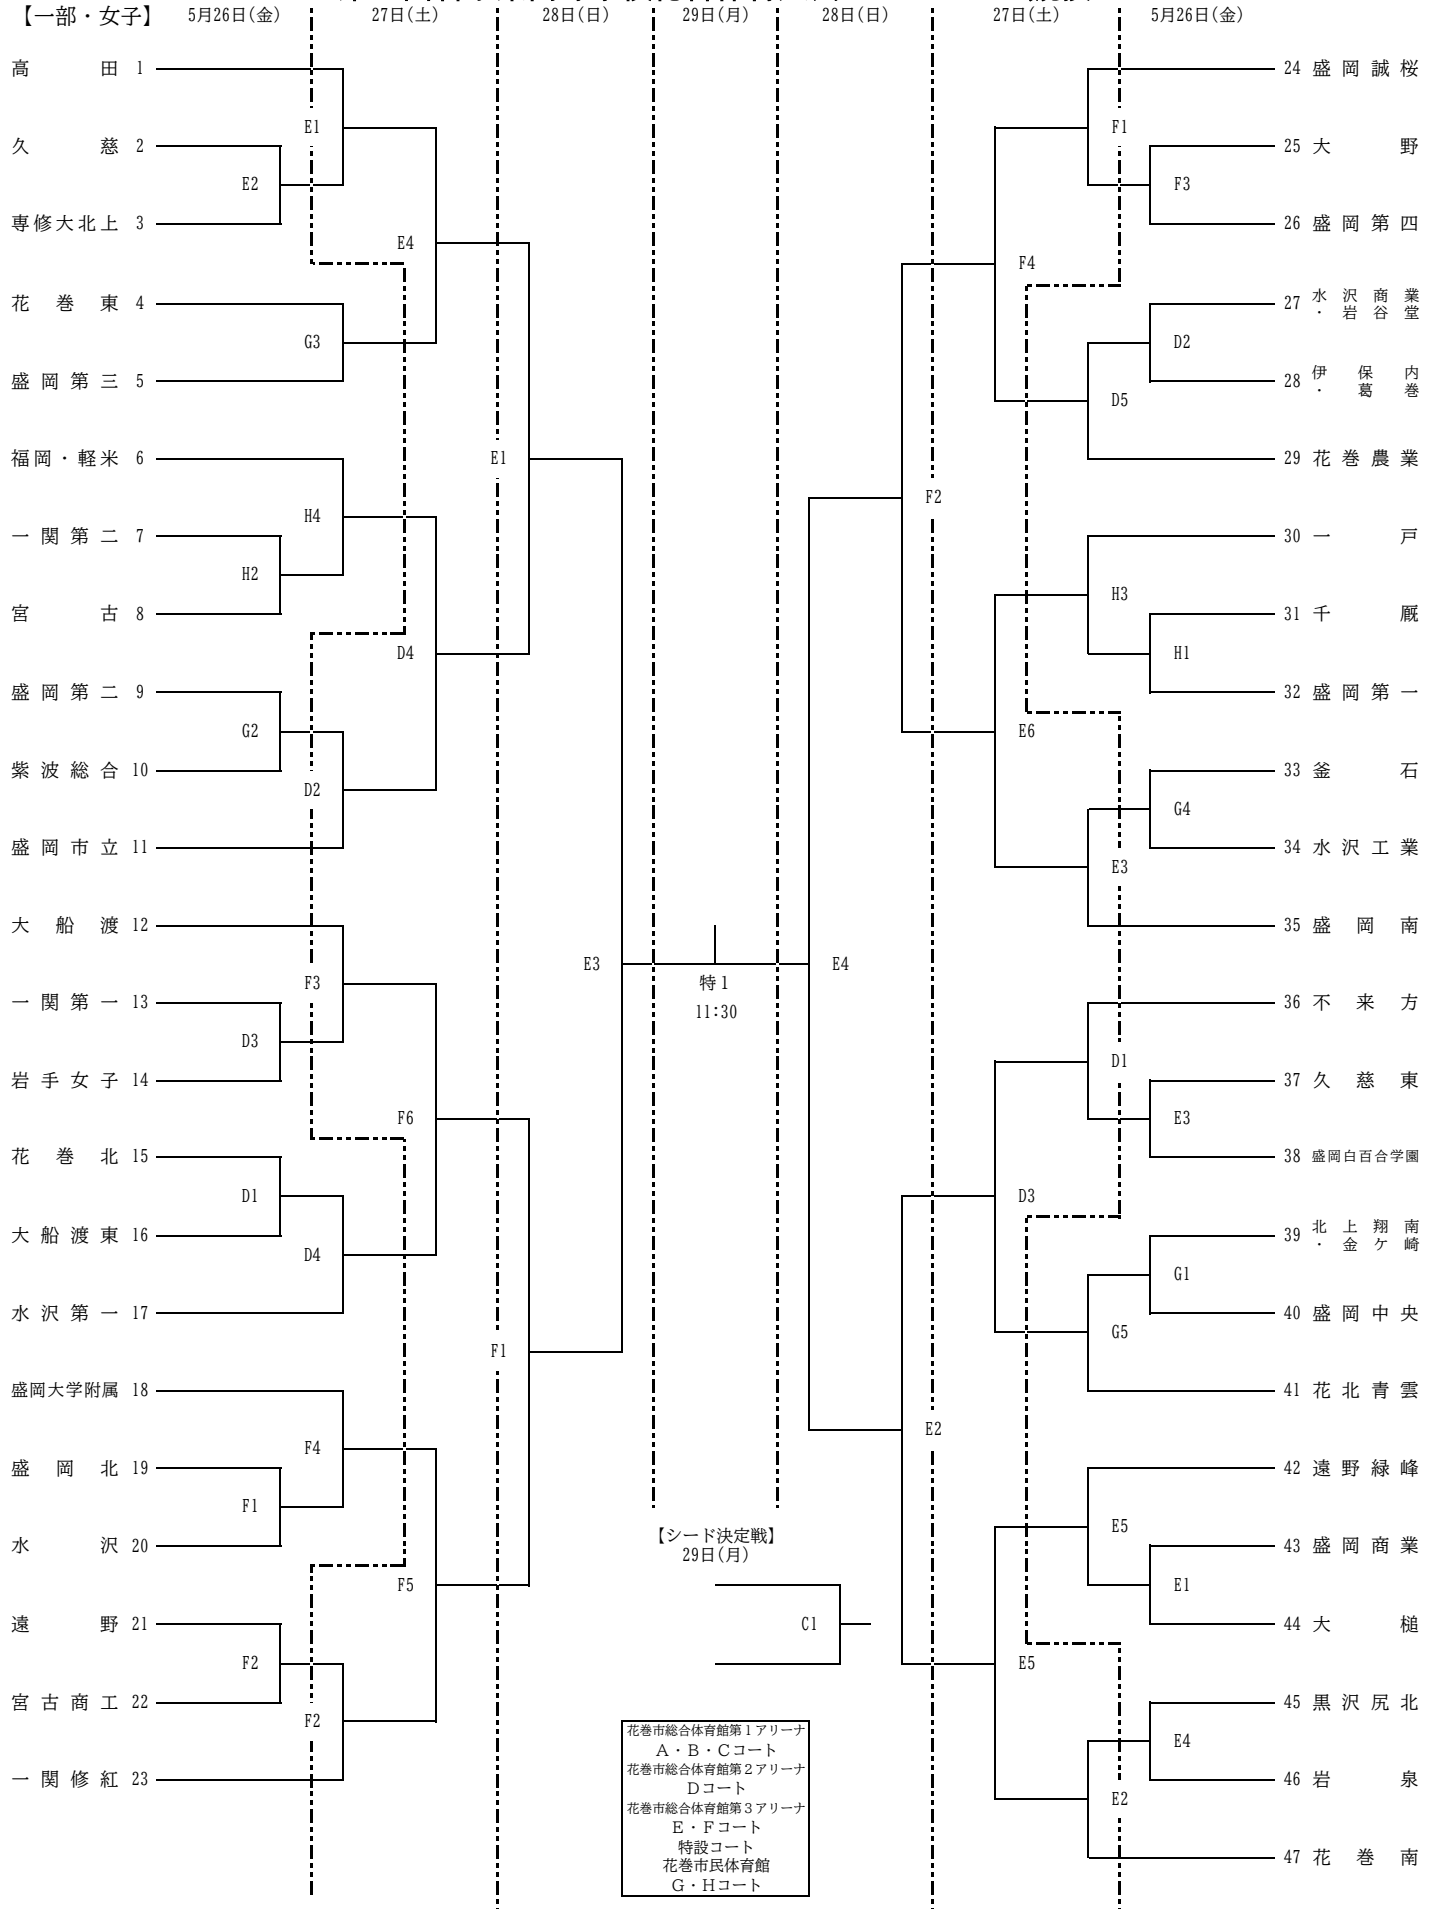 【一部・女子】 5月26日(金) 27日(土) 28日(日) 29日(月) 28日(日) 27日(土) 5月26日(金)
高田 1
E1
久慈 2
E2
専修大北上 3
E4
花巻東 4
G3
盛岡第三 5
福岡・軽米 6
E1
H4
一関第二 7
H2
宮古 8
D4
盛岡第二 9
G2
紫波総合 10
D2
盛岡市立 11
大船渡 12
E3
F3
一関第一 13
D3
岩手女子 14
F6
花巻北 15
D1
大船渡東 16
D4
水沢第一 17
F1
盛岡大学附属 18
F4
盛岡北 19
F1
水沢 20
F5
遠野 21
F2
宮古商工 22
F2
一関修紅 23
特1
11:30
【シード決定戦】
29日(月)
C1
花巻市総合体育館第1アリーナ
A・B・Cコート
花巻市総合体育館第2アリーナ
Dコート
花巻市総合体育館第3アリーナ
E・Fコート
特設コート
花巻市民体育館
G・Hコート
24 盛岡誠桜
F1
25 大野
F3
26 盛岡第四
F4
27 水沢商業
・岩谷堂
D2
28 伊保内
・葛巻
D5
29 花巻農業
F2
30 一戸
H3
31 千厩
H1
32 盛岡第一
E6
33 釜石
G4
34 水沢工業
E3
35 盛岡南
E4
36 不来方
D1
37 久慈東
E3
38 盛岡白百合学園
D3
39 北上翔南
・金ケ崎
G1
40 盛岡中央
G5
41 花北青雲
E2
42 遠野緑峰
E5
43 盛岡商業
E1
44 大槌
E5
45 黒沢尻北
E4
46 岩泉
E2
47 花巻南